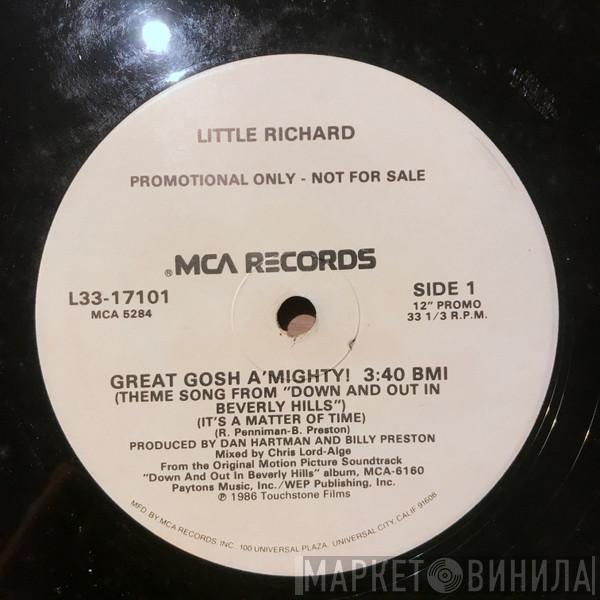 LITTLE RICHARD
PROMOTIONAL ONLY - NOT FOR SALE
®MCA RECORDS
L33-17101
MCA 5284
SIDE 1
12" PROMO
33 1/3 R.P.M.
GREAT GOSH A'MIGHTY! 3:40 BMI
(THEME SONG FROM "DOWN AND OUT IN
BEVERLY HILLS")
(IT'S A MATTER OF TIME)
(R. Penniman-B. Preston)
PRODUCED BY DAN HARTMAN AND BILLY PRESTON
Mixed by Chris Lord-Alge
From the Original Motion Picture Soundtrack
"Down And Out In Beverly Hills" album, MCA-6160
Paytons Music, Inc./WEP Publishing, Inc.
℗ 1986 Touchstone Films
MFD. BY MCA RECORDS, INC. 100 UNIVERSAL PLAZA, UNIVERSAL CITY, CALIF. 91608
МАРКЕТ ВИНИЛА